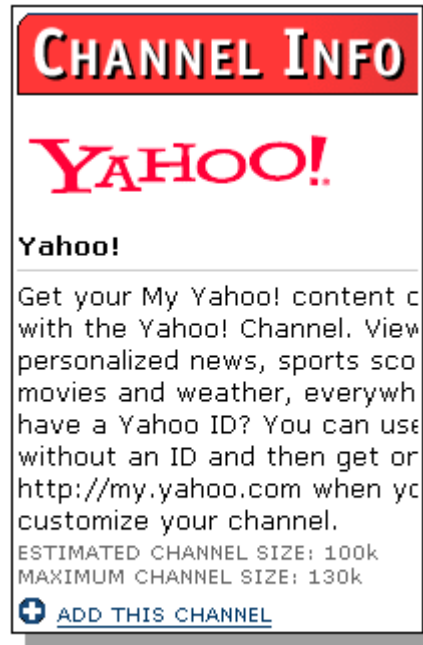 CHANNEL INFO
YAHOO!
Yahoo!
Get your My Yahoo! content c
with the Yahoo! Channel. View
personalized news, sports sco
movies and weather, everywh
have a Yahoo ID? You can use
without an ID and then get or
http://my.yahoo.com when yo
customize your channel.
ESTIMATED CHANNEL SIZE: 100k
MAXIMUM CHANNEL SIZE: 130k
ADD THIS CHANNEL